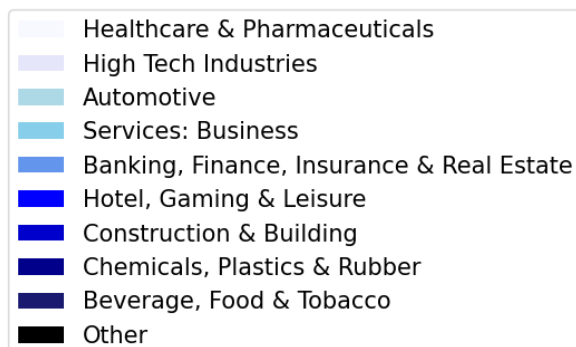 Healthcare & Pharmaceuticals
High Tech Industries
Automotive
Services: Business
Banking, Finance, Insurance & Real Estate
Hotel, Gaming & Leisure
Construction & Building
Chemicals, Plastics & Rubber
Beverage, Food & Tobacco
Other